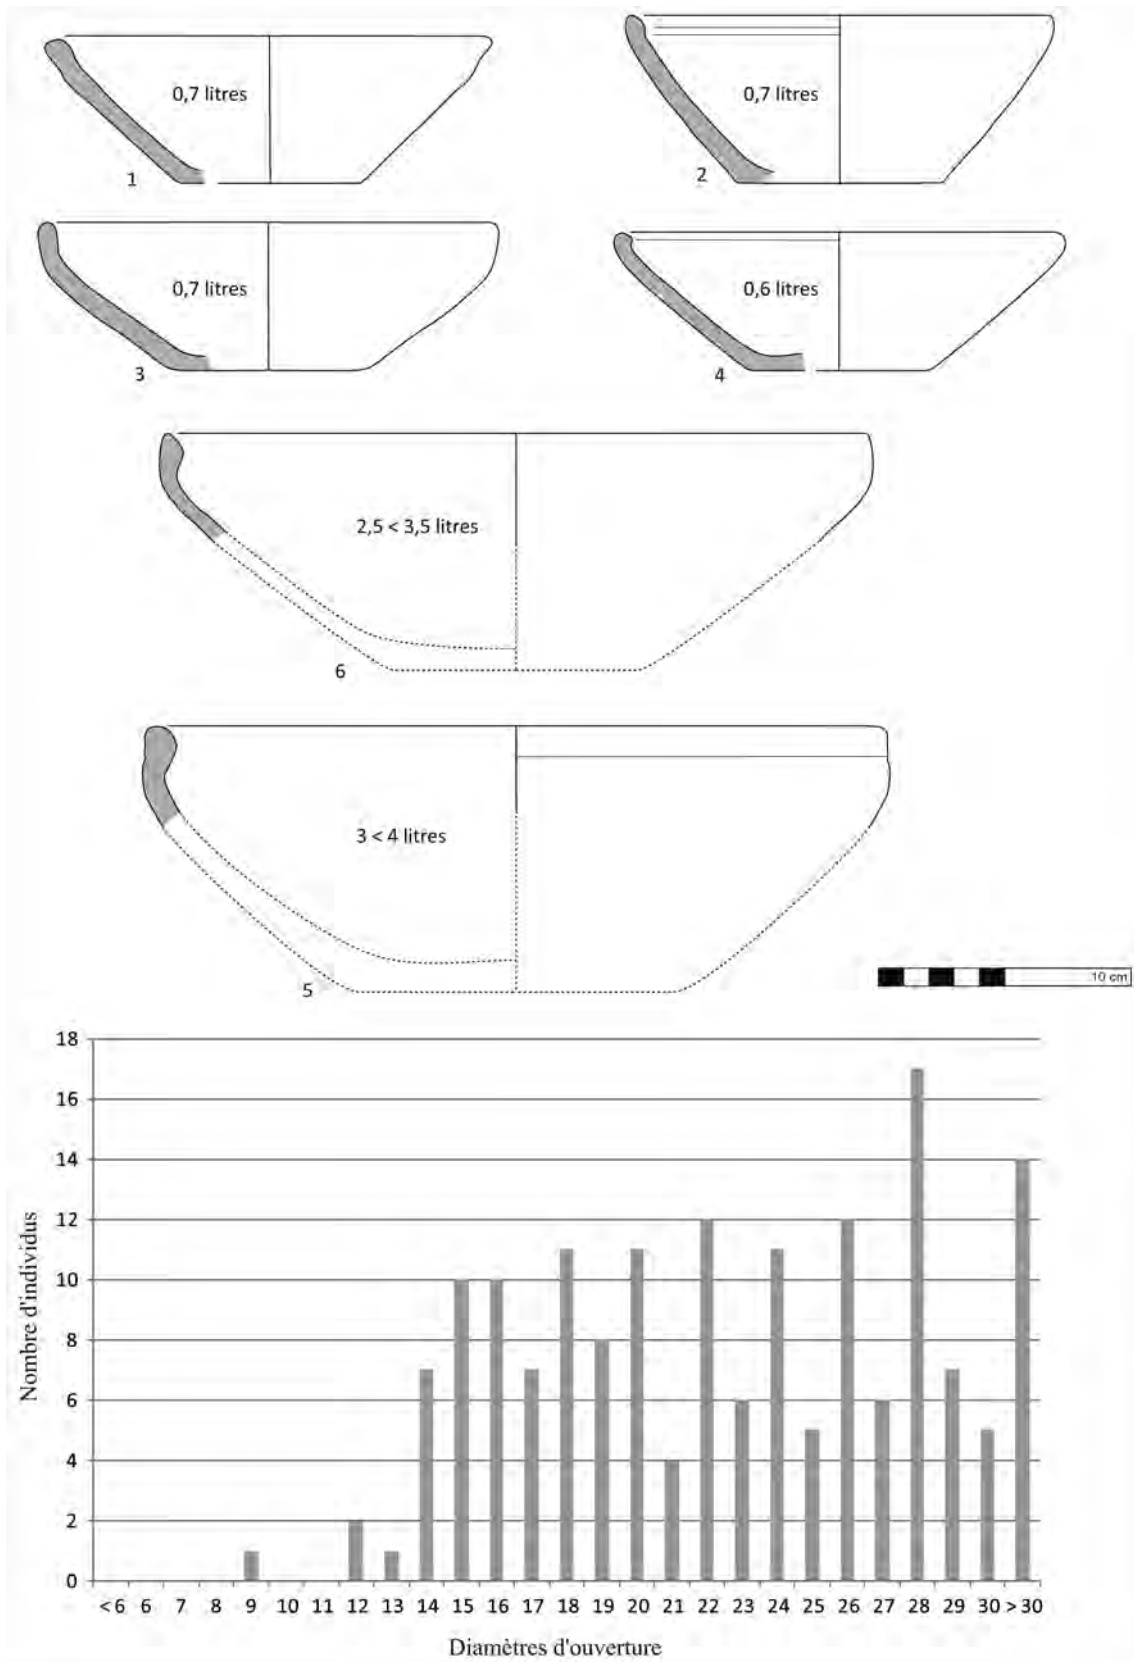 0,7 litres
1
0,7 litres
2
0,7 litres
3
0,6 litres
4
2,5 < 3,5 litres
6
3 < 4 litres
5
10 cm
18
16
14
12
10
8
6
4
2
0
Nombre d'individus
<6 6 7 8 9 10 11 12 13 14 15 16 17 18 19 20 21 22 23 24 25 26 27 28 29 30 >30
Diamètres d'ouverture